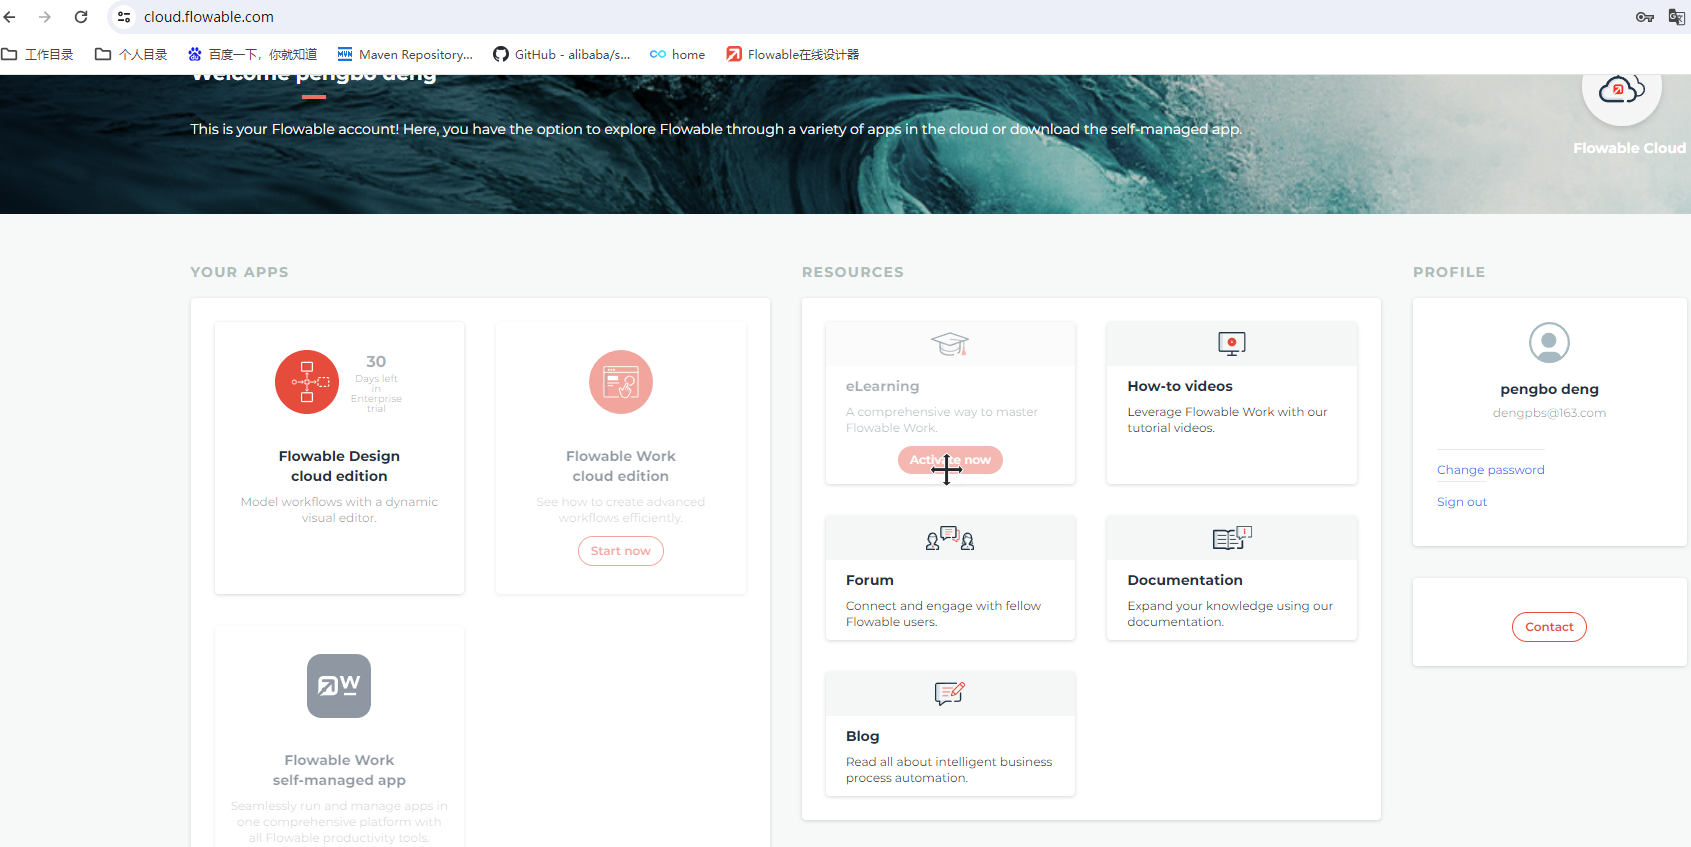 cloud.flowable.com
工作目录
个人目录
百度一下，你就知道
Maven Repository...
GitHub - alibaba/s...
home
Flowable在线设计器
Welcome pengbo deng
This is your Flowable account! Here, you have the option to explore Flowable through a variety of apps in the cloud or download the self-managed app.
Flowable Cloud
YOUR APPS
30
Days left
in
Enterprise
trial
Flowable Design
cloud edition
Model workflows with a dynamic
visual editor.
Flowable Work
cloud edition
See how to create advanced
workflows efficiently.
Start now
W
Flowable Work
self-managed app
Seamlessly run and manage apps in
one comprehensive platform with
all Flowable productivity tools.
RESOURCES
eLearning
A comprehensive way to master
Flowable Work.
Activate now
How-to videos
Leverage Flowable Work with our
tutorial videos.
Forum
Connect and engage with fellow
Flowable users.
Documentation
Expand your knowledge using our
documentation.
Blog
Read all about intelligent business
process automation.
PROFILE
pengbo deng
dengpbs@163.com
Change password
Sign out
Contact